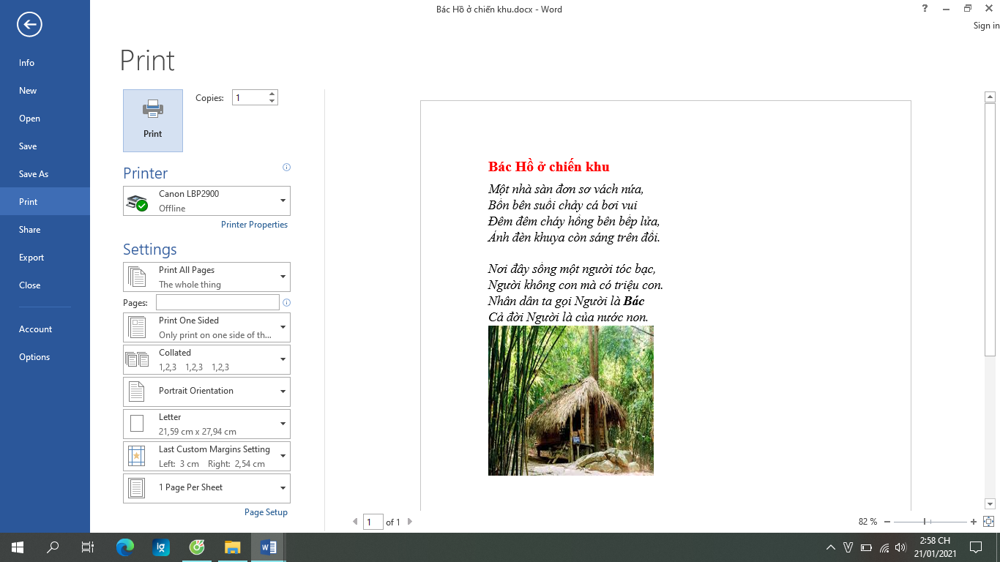 Bác Hồ ở chiến khu.docx - Word
?
Sign in
Info
New
Open
Save
Save As
Print
Share
Export
Close
Account
Options
Print
Print
Copies: 1
Printer
Canon LBP2900
Offline
Printer Properties
Settings
Print All Pages
The whole thing
Pages:
Print One Sided
Only print on one side of th...
Collated
1,2,3 1,2,3 1,2,3
Portrait Orientation
Letter
21,59 cm x 27,94 cm
Last Custom Margins Setting
Left: 3 cm Right: 2,54 cm
1 Page Per Sheet
Page Setup
Bác Hồ ở chiến khu
Một nhà sàn đơn sơ vách nứa,
Bốn bên suối chảy cá bơi vui
Đêm đêm cháy hồng bên bếp lửa,
Ánh đèn khuya còn sáng trên đồi.
Nơi đây sống một người tóc bạc,
Người không con mà có triệu con.
Nhân dân ta gọi Người là Bác
Cả đời Người là của nước non.
1 of 1
82 %
lg
V
2:58 CH
21/01/2021